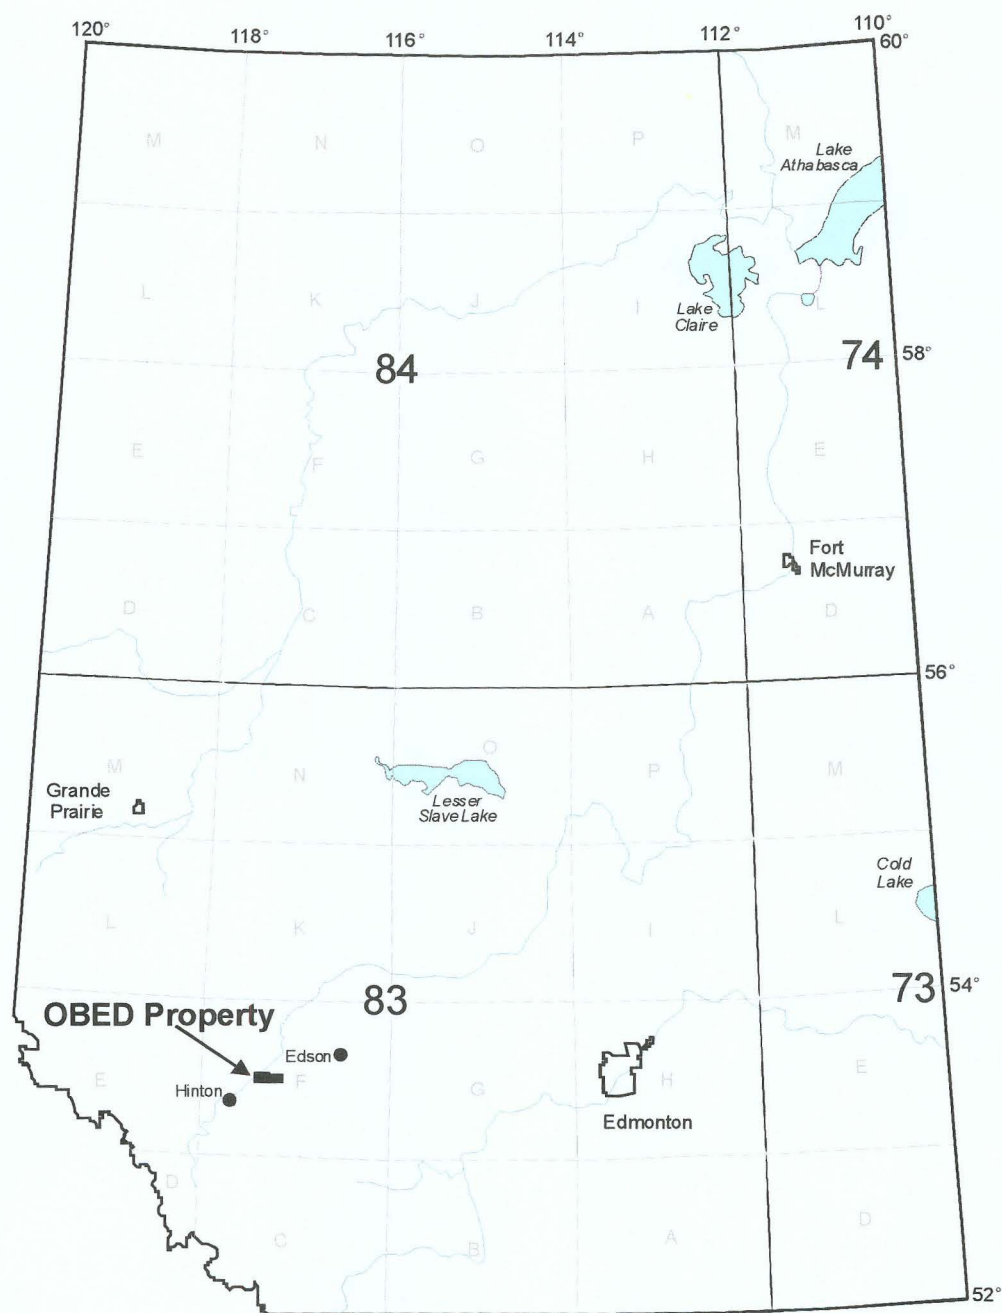 120°
118°
116°
114°
112°
110°
60°
M
N
O
P
M
Lake
Athabasca
L
K
J
I
Lake
Claire
L
84
74
58°
E
F
G
H
E
Fort
McMurray
D
C
B
A
D
56°
M
N
O
P
M
Grande
Prairie
Lesser
Slave Lake
Cold
Lake
L
K
J
I
L
83
73
54°
OBED Property
Edson
Hinton
E
F
G
H
E
Edmonton
D
C
B
A
D
52°